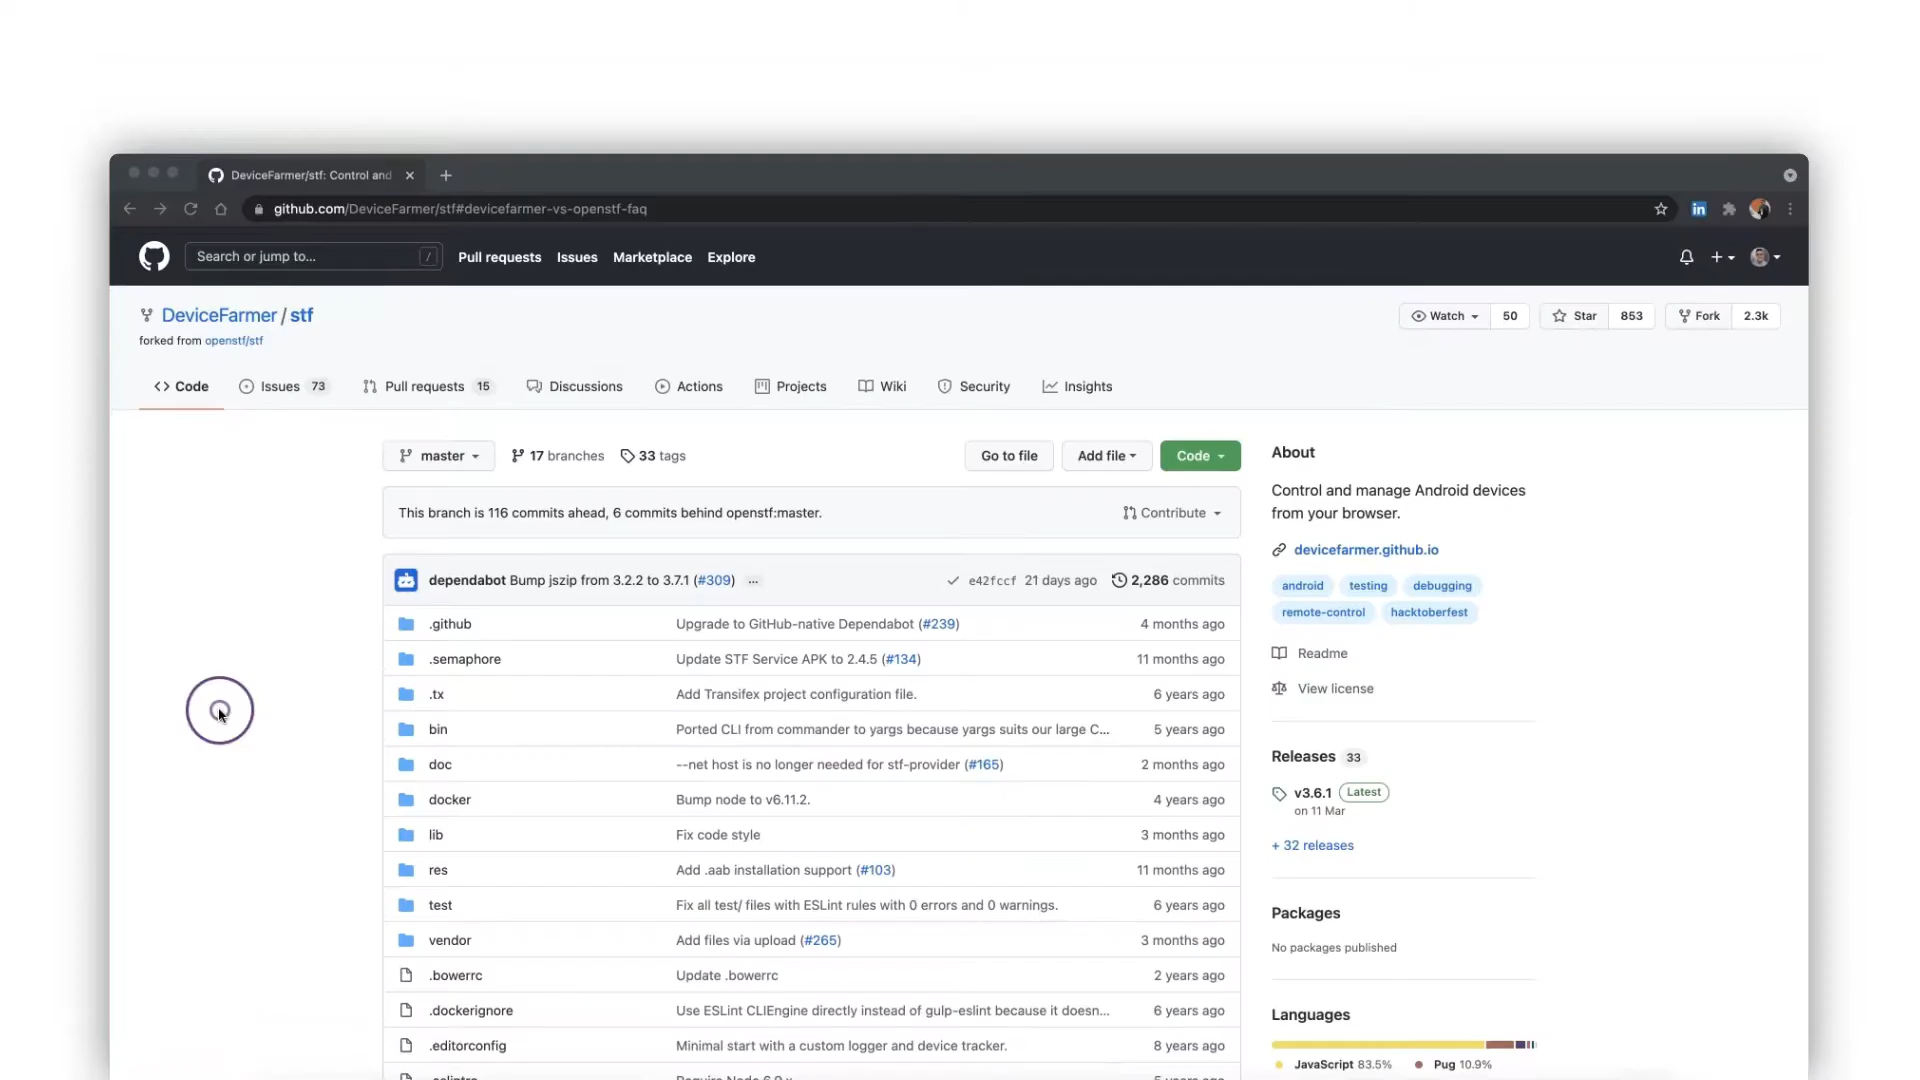 DeviceFarmer/stf: Control and
github.com/DeviceFarmer/stf#devicefarmer-vs-openstf-faq
in
Search or jump to... /
Pull requests Issues Marketplace Explore
DeviceFarmer / stf
forked from openstf/stf
Watch 50 Star 853 Fork 2.3k
<> Code Issues 73 Pull requests 15 Discussions Actions Projects Wiki Security Insights
master 17 branches 33 tags Go to file Add file Code
This branch is 116 commits ahead, 6 commits behind openstf:master. Contribute
dependabot Bump jszip from 3.2.2 to 3.7.1 (#309) ... e42fccf 21 days ago 2,286 commits
.github Upgrade to GitHub-native Dependabot (#239) 4 months ago
.semaphore Update STF Service APK to 2.4.5 (#134) 11 months ago
.tx Add Transifex project configuration file. 6 years ago
bin Ported CLI from commander to yargs because yargs suits our large C... 5 years ago
doc --net host is no longer needed for stf-provider (#165) 2 months ago
docker Bump node to v6.11.2. 4 years ago
lib Fix code style 3 months ago
res Add .aab installation support (#103) 11 months ago
test Fix all test/ files with ESLint rules with 0 errors and 0 warnings. 6 years ago
vendor Add files via upload (#265) 3 months ago
.bowerrc Update .bowerrc 2 years ago
.dockerignore Use ESLint CLIEngine directly instead of gulp-eslint because it doesn... 6 years ago
.editorconfig Minimal start with a custom logger and device tracker. 8 years ago
About
Control and manage Android devices
from your browser.
devicefarmer.github.io
android testing debugging
remote-control hacktoberfest
Readme
View license
Releases 33
v3.6.1 Latest
on 11 Mar
+ 32 releases
Packages
No packages published
Languages
JavaScript 83.5% Pug 10.9%